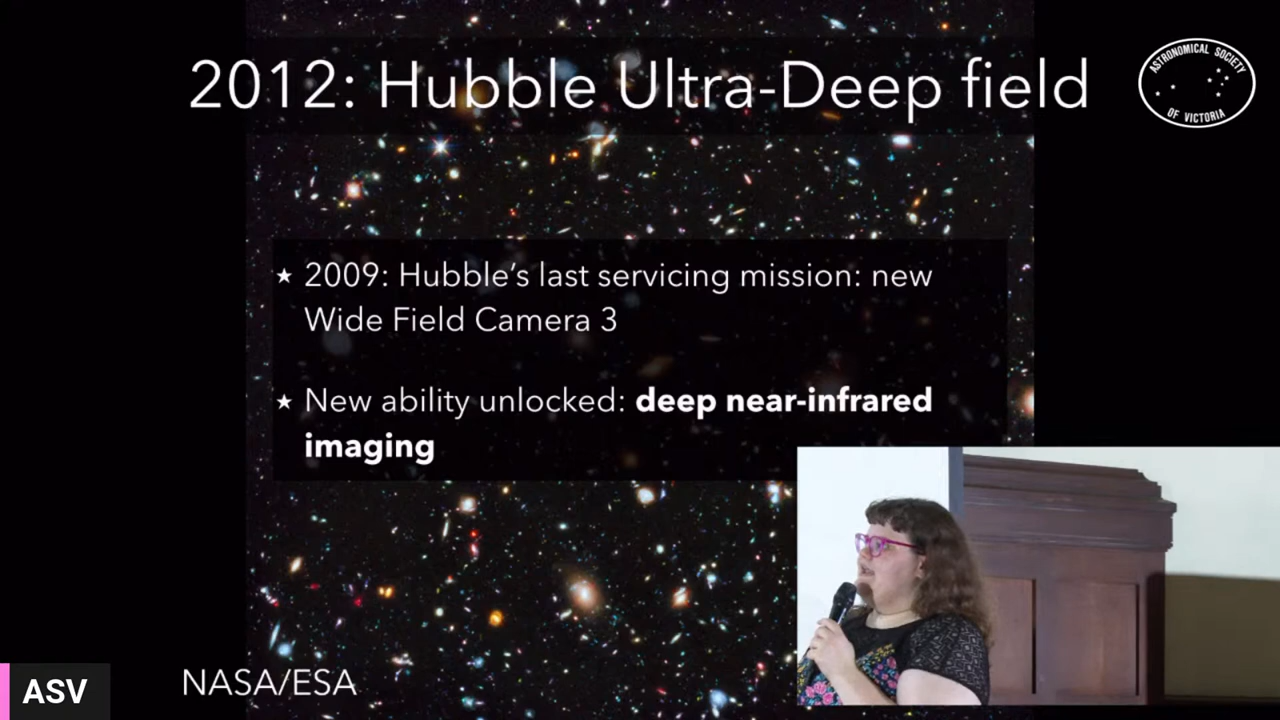 2012: Hubble Ultra-Deep field
ASTRONOMICAL SOCIETY
OF VICTORIA
★ 2009: Hubble’s last servicing mission: new
Wide Field Camera 3
★ New ability unlocked: deep near-infrared
imaging
NASA/ESA
ASV